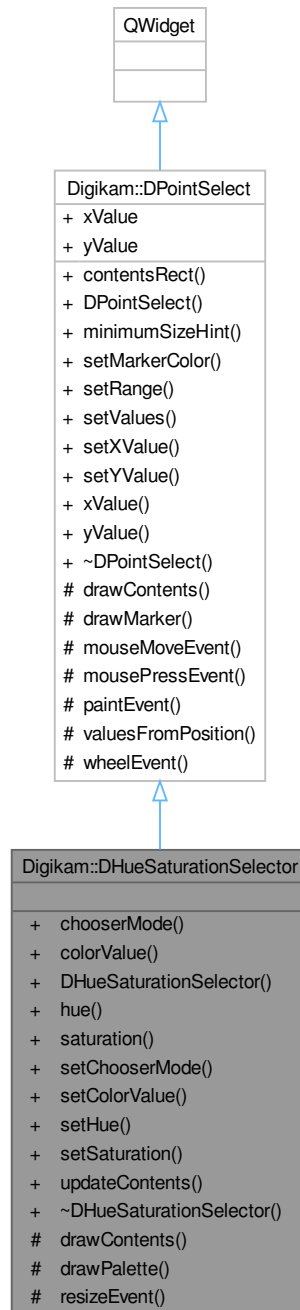 QWidget
Digikam::DPointSelect
+ xValue
+ yValue
+ contentsRect()
+ DPointSelect()
+ minimumSizeHint()
+ setMarkerColor()
+ setRange()
+ setValues()
+ setXValue()
+ setYValue()
+ xValue()
+ yValue()
+ ~DPointSelect()
# drawContents()
# drawMarker()
# mouseMoveEvent()
# mousePressEvent()
# paintEvent()
# valuesFromPosition()
# wheelEvent()
Digikam::DHueSaturationSelector
+ chooserMode()
+ colorValue()
+ DHueSaturationSelector()
+ hue()
+ saturation()
+ setChooserMode()
+ setColorValue()
+ setHue()
+ setSaturation()
+ updateContents()
+ ~DHueSaturationSelector()
# drawContents()
# drawPalette()
# resizeEvent()